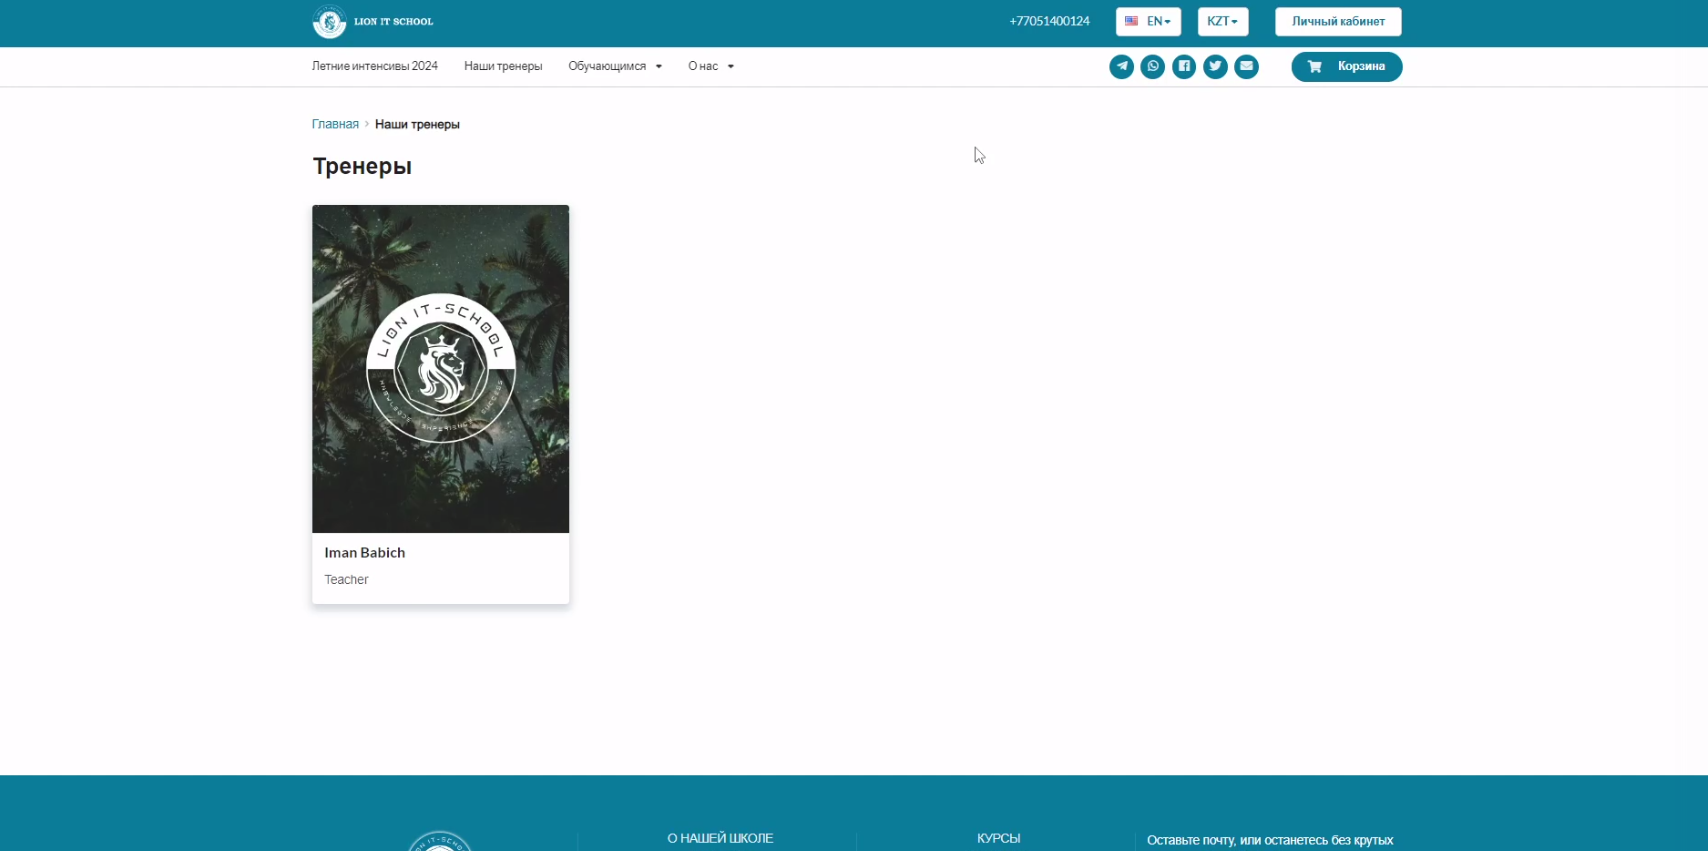 LION IT SCHOOL
+77051400124
EN
KZT
Личный кабинет
Летние интенсивы 2024
Наши тренеры
Обучающимся
О нас
Корзина
Главная › Наши тренеры
Тренеры
LION IT-SCHOOL
Iman Babich
Teacher
О НАШЕЙ ШКОЛЕ
КУРСЫ
Оставьте почту, или останетесь без крутых